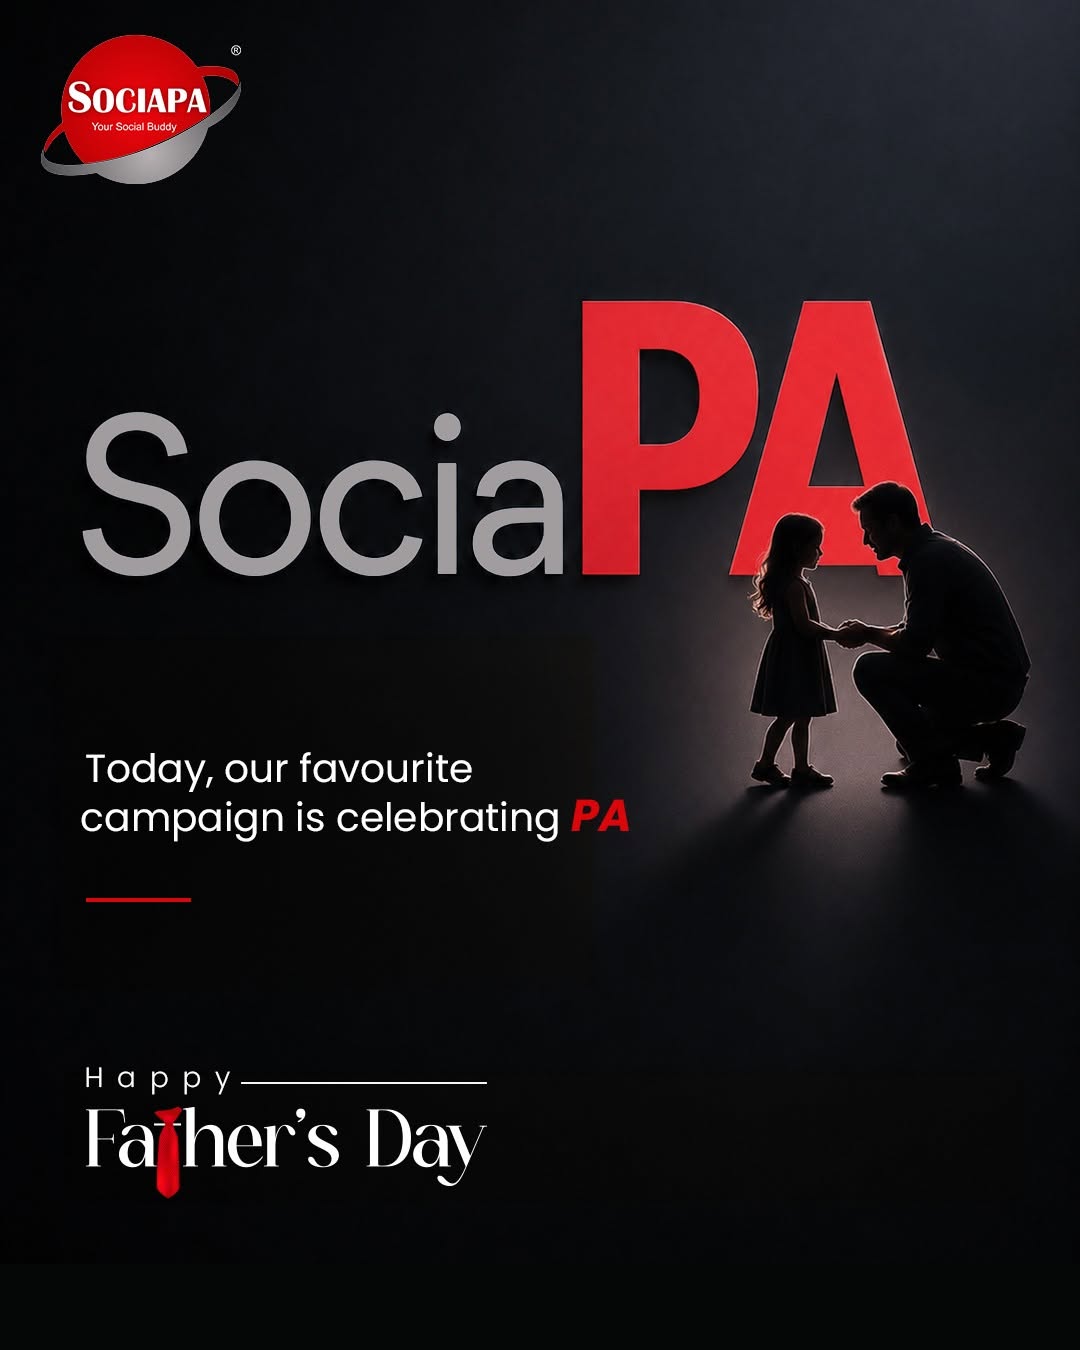 SOCIAPA
®
Your Social Buddy
SociaPA
Today, our favourite
campaign is celebrating PA
Happy
Father's Day